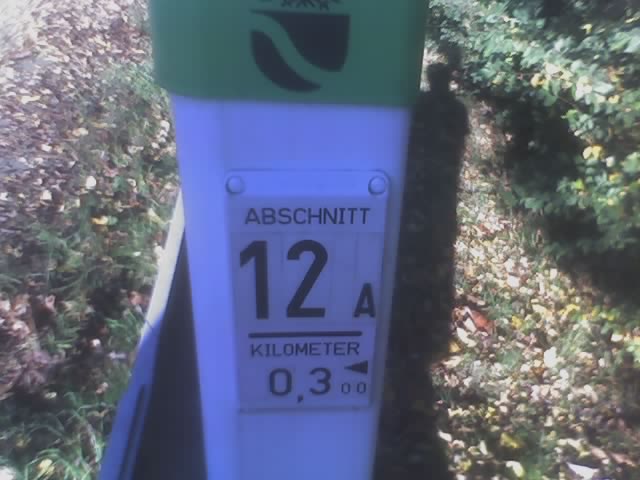 ABSCHNITT
12 A
KILOMETER
0,3 00